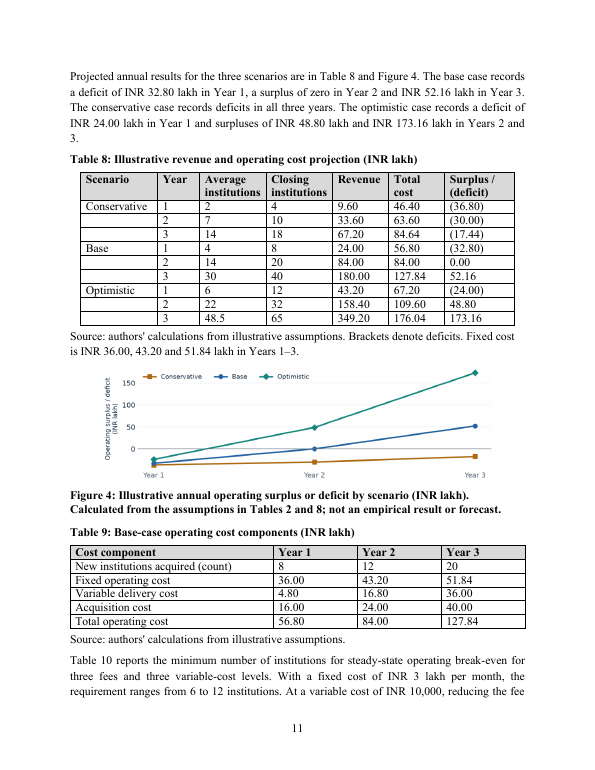 Projected annual results for the three scenarios are in Table 8 and Figure 4. The base case records
a deficit of INR 32.80 lakh in Year 1, a surplus of zero in Year 2 and INR 52.16 lakh in Year 3.
The conservative case records deficits in all three years. The optimistic case records a deficit of
INR 24.00 lakh in Year 1 and surpluses of INR 48.80 lakh and INR 173.16 lakh in Years 2 and
3.
Table 8: Illustrative revenue and operating cost projection (INR lakh)
Scenario Year Average institutions Closing institutions Revenue Total cost Surplus / (deficit)
Conservative 1 2 4 9.60 46.40 (36.80)
2 7 10 33.60 63.60 (30.00)
3 14 18 67.20 84.64 (17.44)
Base 1 4 8 24.00 56.80 (32.80)
2 14 20 84.00 84.00 0.00
3 30 40 180.00 127.84 52.16
Optimistic 1 6 12 43.20 67.20 (24.00)
2 22 32 158.40 109.60 48.80
3 48.5 65 349.20 176.04 173.16
Source: authors' calculations from illustrative assumptions. Brackets denote deficits. Fixed cost
is INR 36.00, 43.20 and 51.84 lakh in Years 1–3.
Operating surplus / deficit
(INR lakh)
150
100
50
0
Conservative Base Optimistic
Year 1 Year 2 Year 3
Figure 4: Illustrative annual operating surplus or deficit by scenario (INR lakh).
Calculated from the assumptions in Tables 2 and 8; not an empirical result or forecast.
Table 9: Base-case operating cost components (INR lakh)
Cost component Year 1 Year 2 Year 3
New institutions acquired (count) 8 12 20
Fixed operating cost 36.00 43.20 51.84
Variable delivery cost 4.80 16.80 36.00
Acquisition cost 16.00 24.00 40.00
Total operating cost 56.80 84.00 127.84
Source: authors' calculations from illustrative assumptions.
Table 10 reports the minimum number of institutions for steady-state operating break-even for
three fees and three variable-cost levels. With a fixed cost of INR 3 lakh per month, the
requirement ranges from 6 to 12 institutions. At a variable cost of INR 10,000, reducing the fee
11